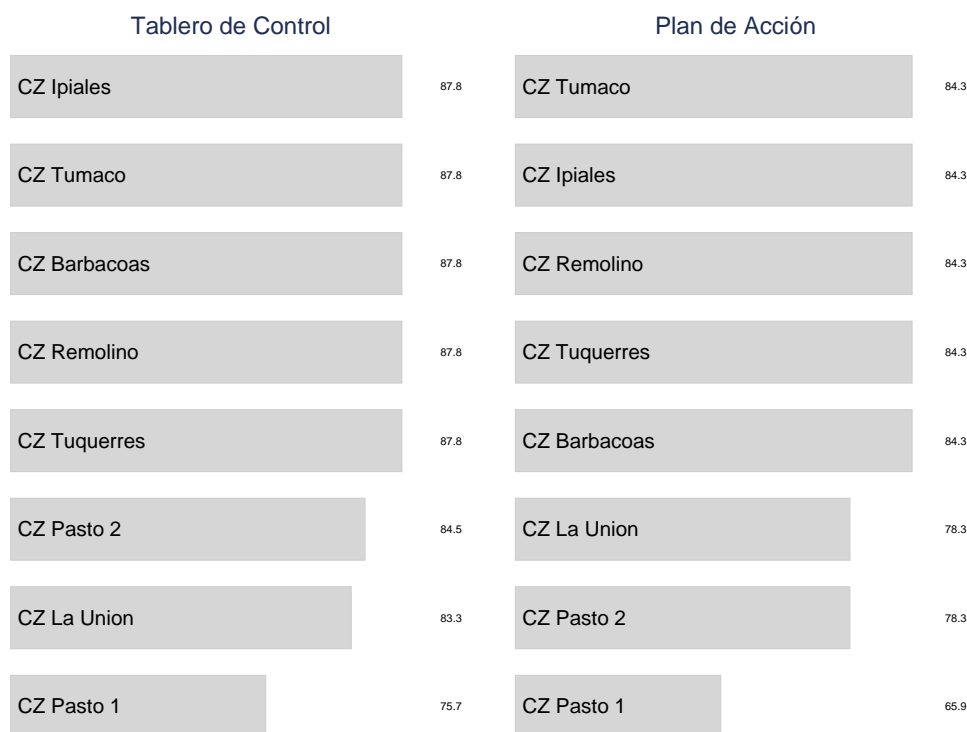 Tablero de Control
CZ Ipiales 87.8
CZ Tumaco 87.8
CZ Barbacoas 87.8
CZ Remolino 87.8
CZ Tuquerres 87.8
CZ Pasto 2 84.5
CZ La Union 83.3
CZ Pasto 1 75.7
Plan de Acción
CZ Tumaco 84.3
CZ Ipiales 84.3
CZ Remolino 84.3
CZ Tuquerres 84.3
CZ Barbacoas 84.3
CZ La Union 78.3
CZ Pasto 2 78.3
CZ Pasto 1 65.9